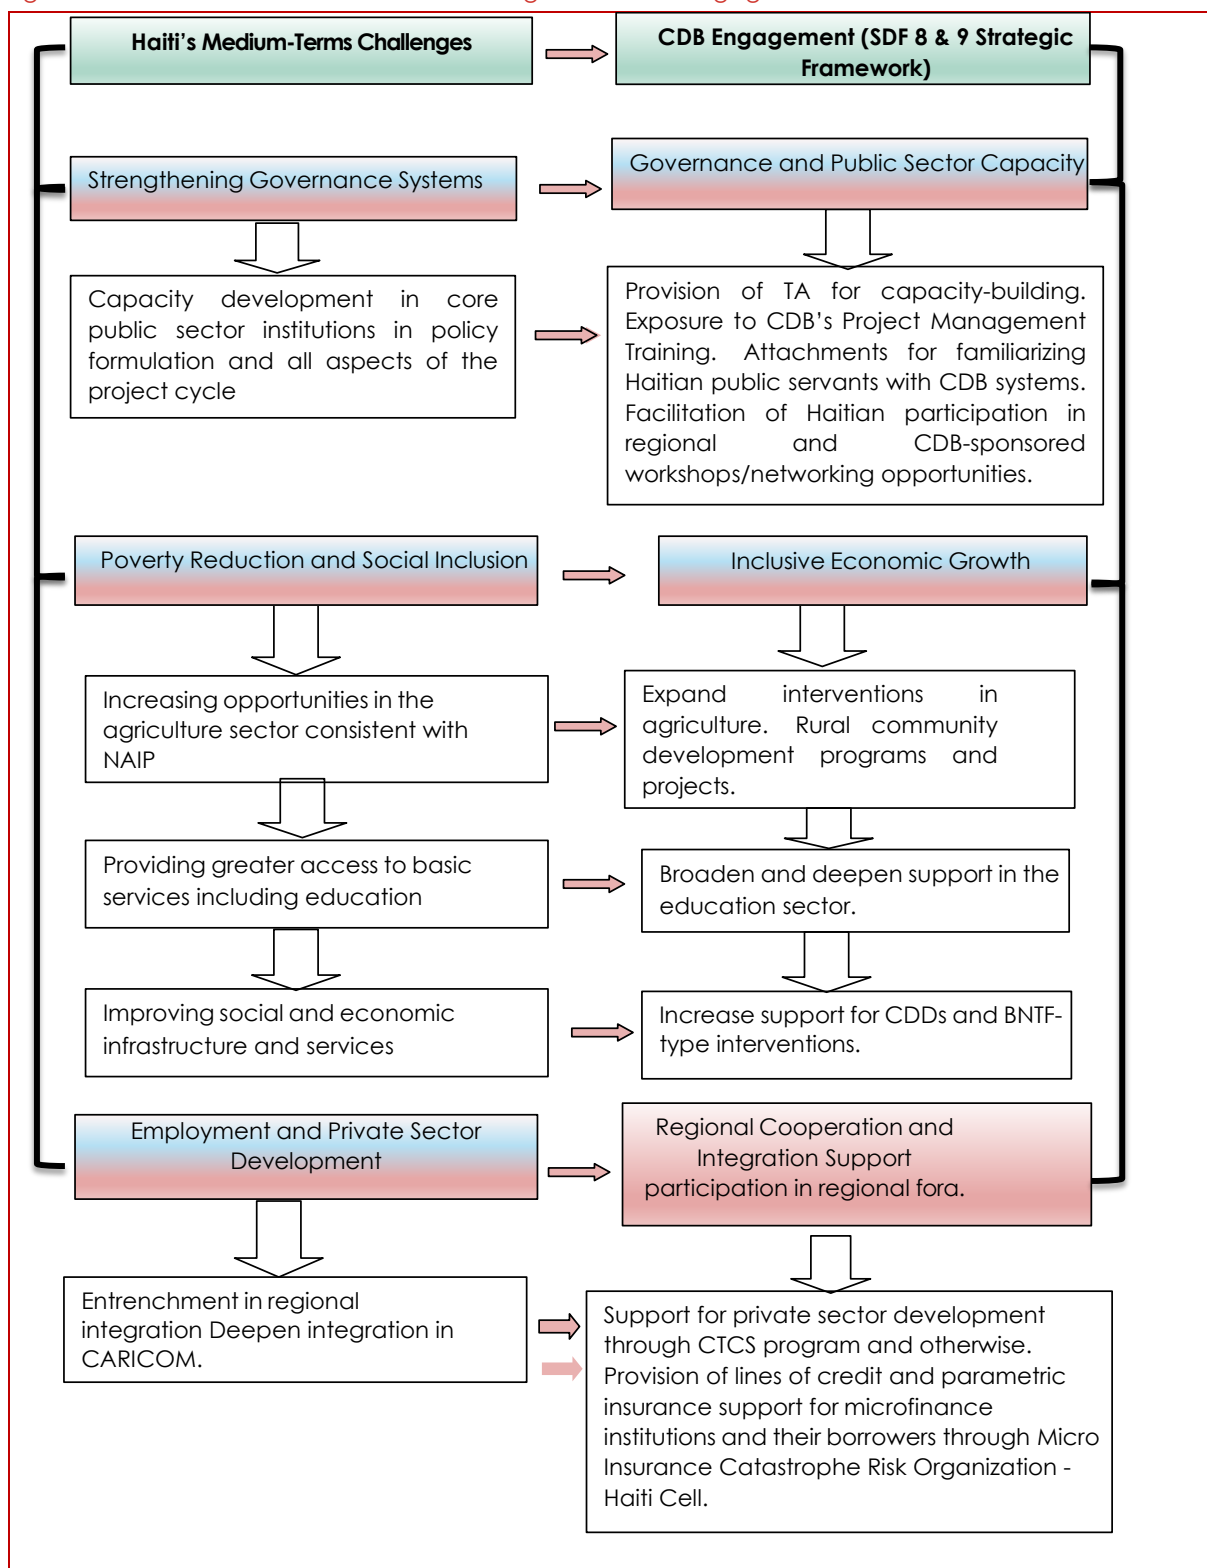 Haiti's Medium-Terms Challenges
CDB Engagement (SDF 8 & 9 Strategic
Framework)
Strengthening Governance Systems
Governance and Public Sector Capacity
Capacity development in core
public sector institutions in policy
formulation and all aspects of the
project cycle
Provision of TA for capacity-building.
Exposure to CDB's Project Management
Training. Attachments for familiarizing
Haitian public servants with CDB systems.
Facilitation of Haitian participation in
regional and CDB-sponsored
workshops/networking opportunities.
Poverty Reduction and Social Inclusion
Inclusive Economic Growth
Increasing opportunities in the
agriculture sector consistent with
NAIP
Expand interventions in
agriculture. Rural community
development programs and
projects.
Providing greater access to basic
services including education
Broaden and deepen support in the
education sector.
Improving social and economic
infrastructure and services
Increase support for CDDs and BNTF-
type interventions.
Employment and Private Sector
Development
Regional Cooperation and
Integration Support
participation in regional fora.
Entrenchment in regional
integration Deepen integration in
CARICOM.
Support for private sector development
through CTCS program and otherwise.
Provision of lines of credit and parametric
insurance support for microfinance
institutions and their borrowers through Micro
Insurance Catastrophe Risk Organization -
Haiti Cell.